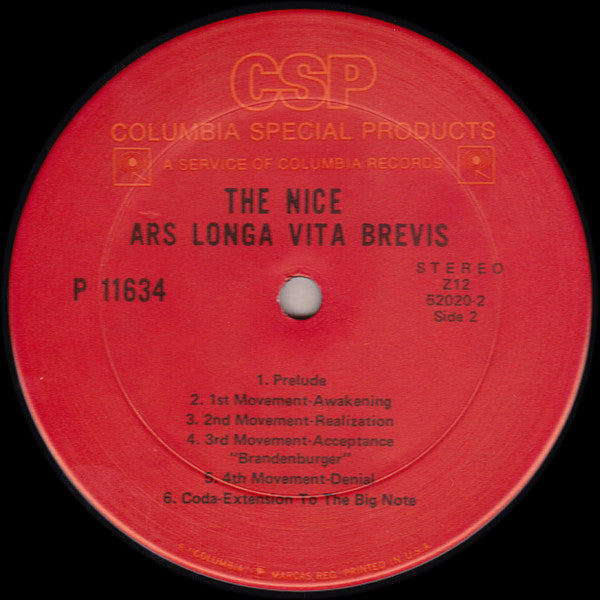 CSP
COLUMBIA SPECIAL PRODUCTS
A SERVICE OF COLUMBIA RECORDS
THE NICE
ARS LONGA VITA BREVIS
P 11634
STEREO
Z12
52020-2
Side 2
1. Prelude
2. 1st Movement-Awakening
3. 2nd Movement-Realization
4. 3rd Movement-Acceptance
"Brandenburger"
5. 4th Movement-Denial
6. Coda-Extension To The Big Note
"COLUMBIA" MARCAS REG. PRINTED IN U.S.A.